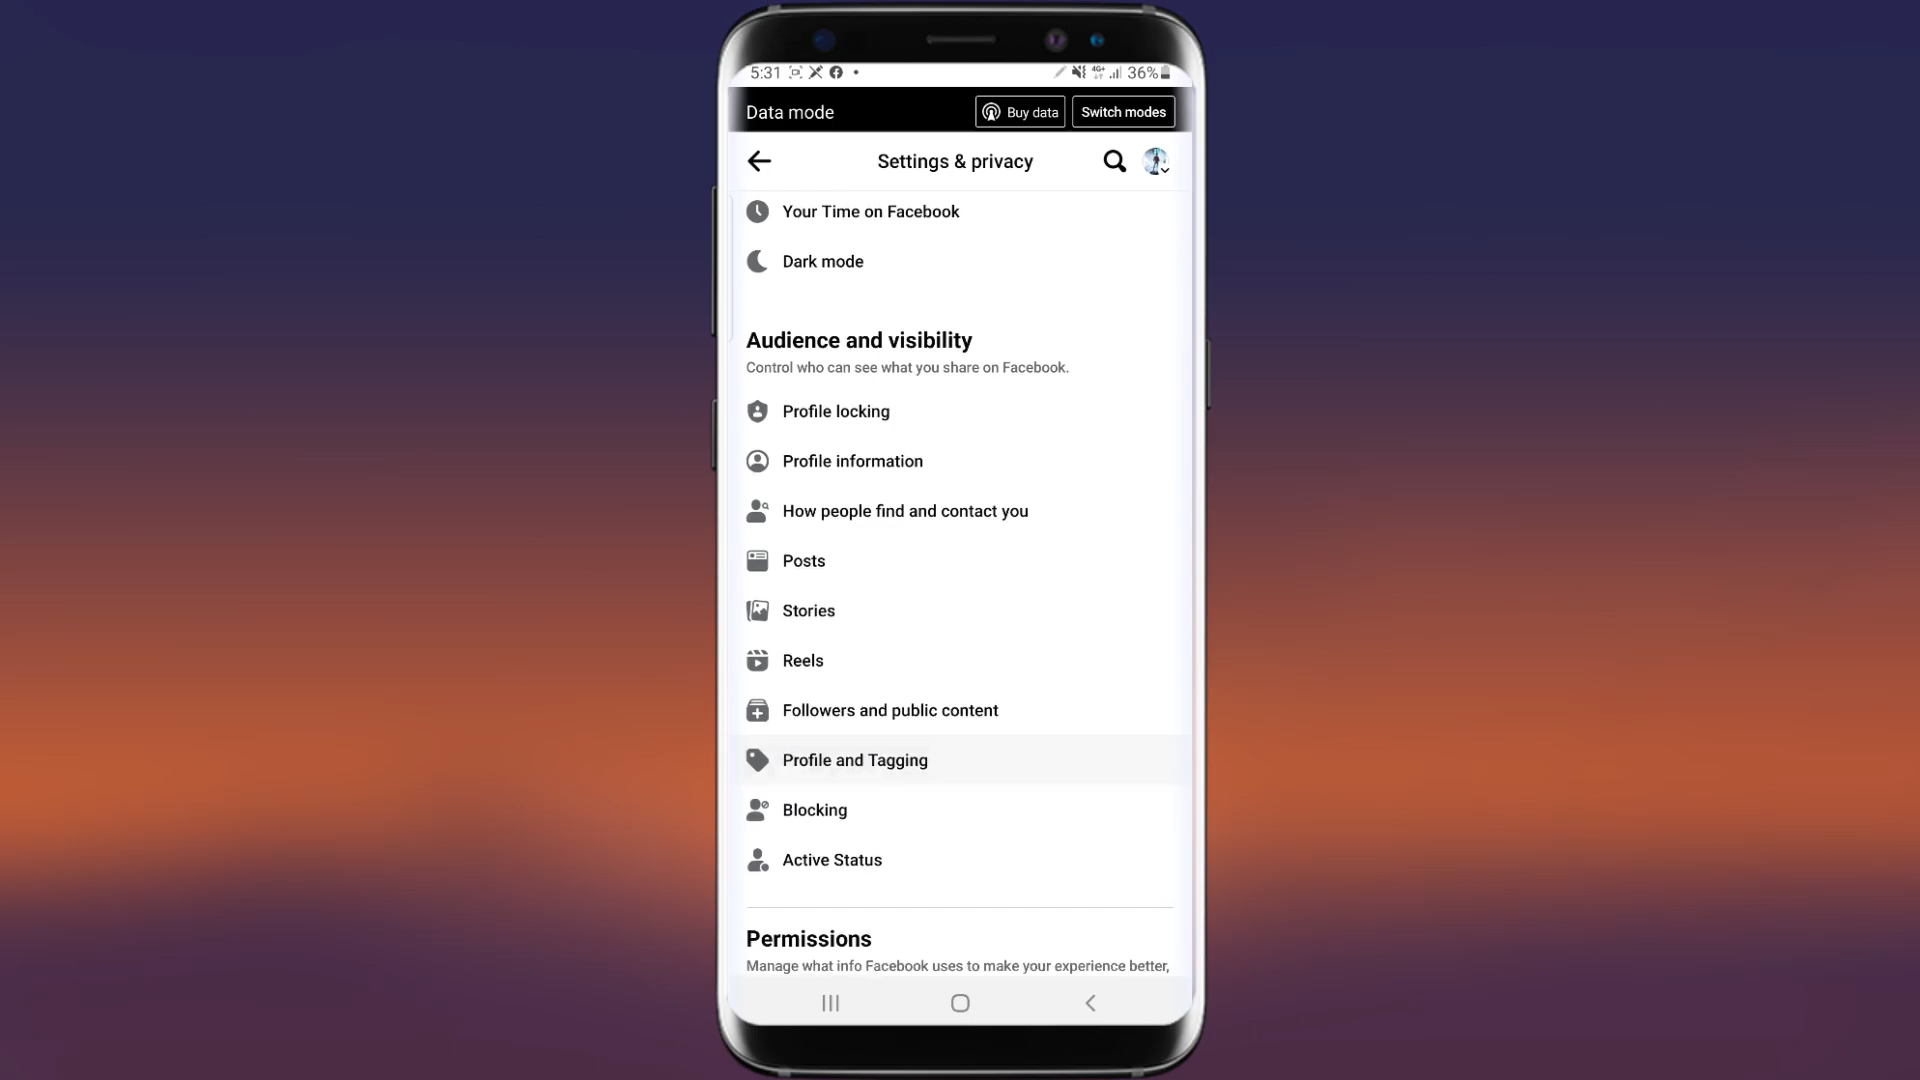 5:31
4G+
36%
Data mode
Buy data
Switch modes
Settings & privacy
Your Time on Facebook
Dark mode
Audience and visibility
Control who can see what you share on Facebook.
Profile locking
Profile information
How people find and contact you
Posts
Stories
Reels
Followers and public content
Profile and Tagging
Blocking
Active Status
Permissions
Manage what info Facebook uses to make your experience better,